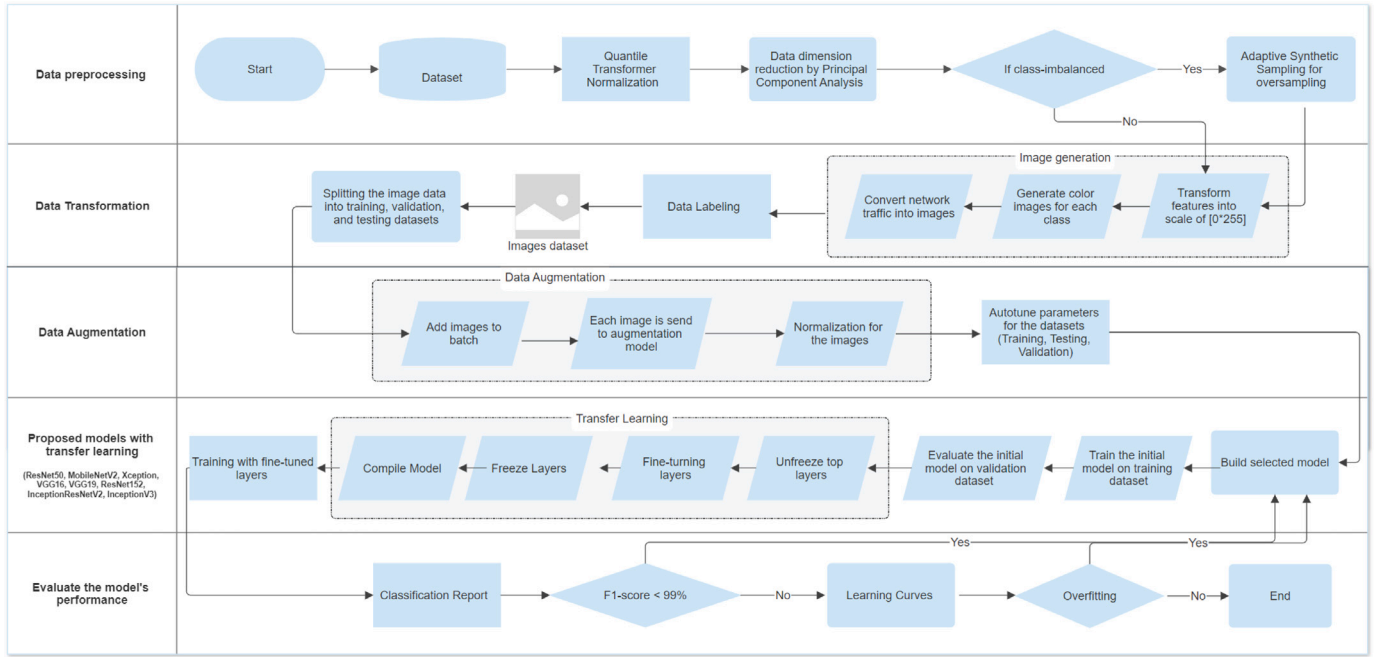 Data preprocessing
Start
Dataset
Quantile
Transformer
Normalization
Data dimension
reduction by Principal
Component Analysis
If class-imbalanced
Yes
Adaptive Synthetic
Sampling for
oversampling
No
Data Transformation
Splitting the image data
into training, validation,
and testing datasets
Images dataset
Data Labeling
Image generation
Convert network
traffic into images
Generate color
images for each
class
Transform
features into
scale of [0*255]
Data Augmentation
Data Augmentation
Add images to
batch
Each image is send
to augmentation
model
Normalization for
the images
Autotune parameters
for the datasets
(Training, Testing,
Validation)
Proposed models with
transfer learning
(ResNet50, MobileNetV2, Xception,
VGG16, VGG19, ResNet152,
InceptionResNetV2, InceptionV3)
Training with fine-tuned
layers
Transfer Learning
Compile Model
Freeze Layers
Fine-turning
layers
Unfreeze top
layers
Evaluate the initial
model on validation
dataset
Train the initial
model on training
dataset
Build selected model
Evaluate the model's
performance
Classification Report
F1-score < 99%
Yes
No
Learning Curves
Overfitting
Yes
No
End